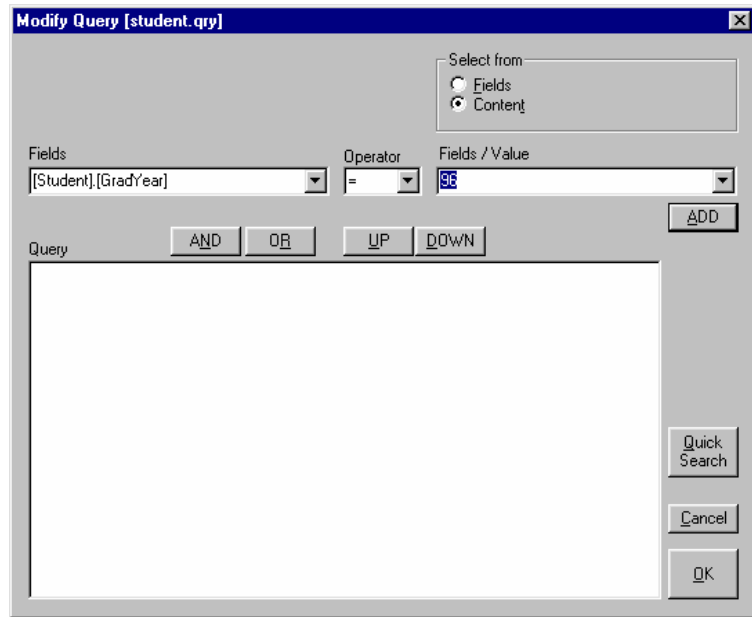 Modify Query [student.qry]
Select from
Fields
Content
Fields
Operator
Fields / Value
[Student].[GradYear]
=
96
ADD
Query
AND
OR
UP
DOWN
Quick
Search
Cancel
OK